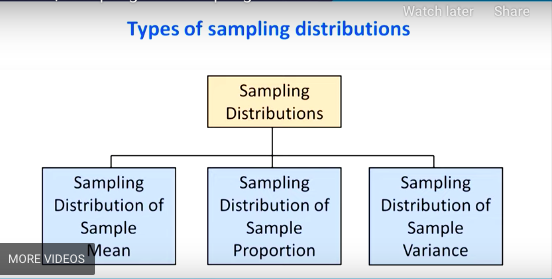 Watch later Share
Types of sampling distributions
Sampling
Distributions
Sampling
Distribution of
Sample
Mean
Sampling
Distribution of
Sample
Proportion
Sampling
Distribution of
Sample
Variance
MORE VIDEOS